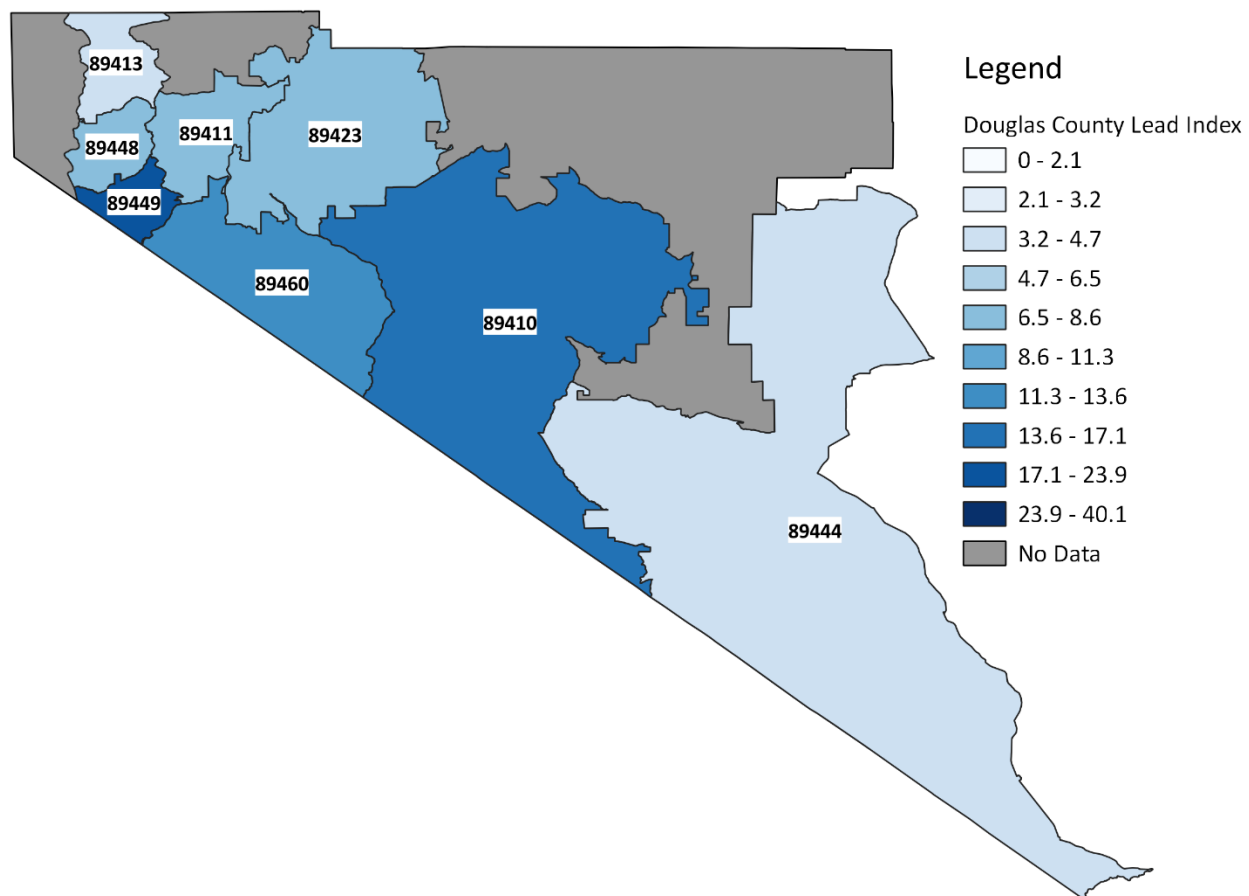 Legend
Douglas County Lead Index
0 - 2.1
2.1 - 3.2
3.2 - 4.7
4.7 - 6.5
6.5 - 8.6
8.6 - 11.3
11.3 - 13.6
13.6 - 17.1
17.1 - 23.9
23.9 - 40.1
No Data
89413
89448
89411
89423
89449
89460
89410
89444